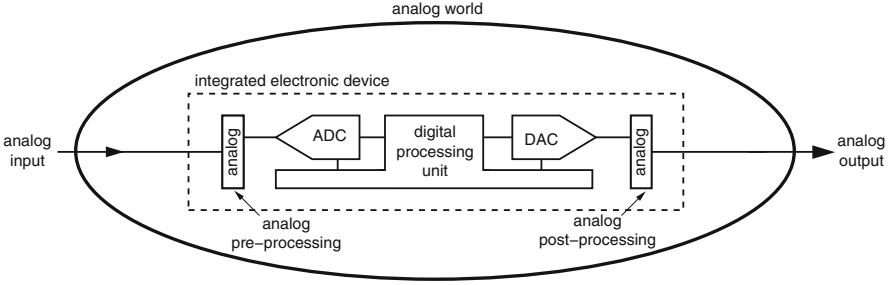 analog world
integrated electronic device
analog
input
analog
ADC
digital
processing
unit
DAC
analog
analog
output
analog
pre-processing
analog
post-processing